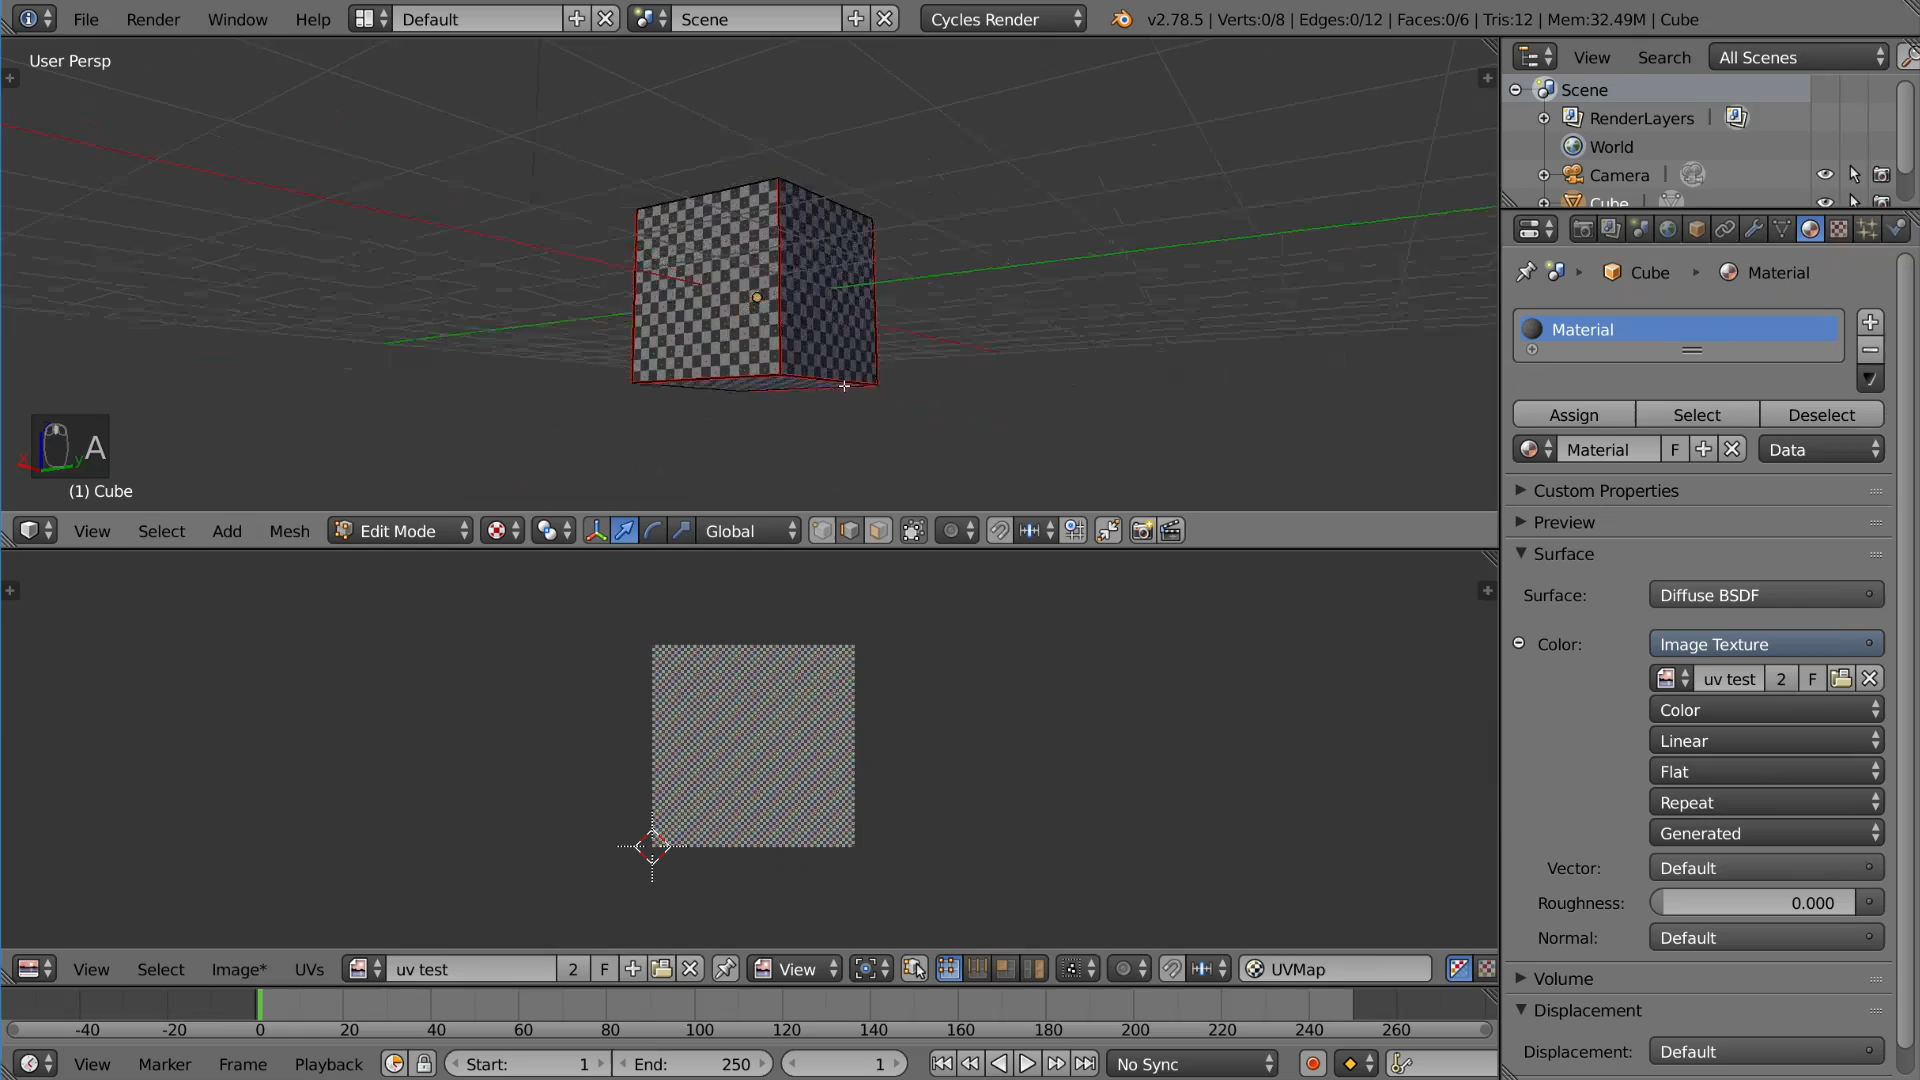 File Render Window Help Default Scene Cycles Render v2.78.5 | Verts:0/8 | Edges:0/12 | Faces:0/6 | Tris:12 | Mem:32.49M | Cube
User Persp
A
(1) Cube
View Select Add Mesh Edit Mode Global
View Select Image* UVs uv test 2 F View UVMap
-40 -20 0 20 40 60 80 100 120 140 160 180 200 220 240 260
View Marker Frame Playback Start: 1 End: 250 1 No Sync
View Search All Scenes
Scene
RenderLayers
World
Camera
Cube
Cube Material
Material
Assign Select Deselect
Material F Data
Custom Properties
Preview
Surface
Surface: Diffuse BSDF
Color: Image Texture
uv test 2 F
Color
Linear
Flat
Repeat
Generated
Vector: Default
Roughness: 0.000
Normal: Default
Volume
Displacement
Displacement: Default